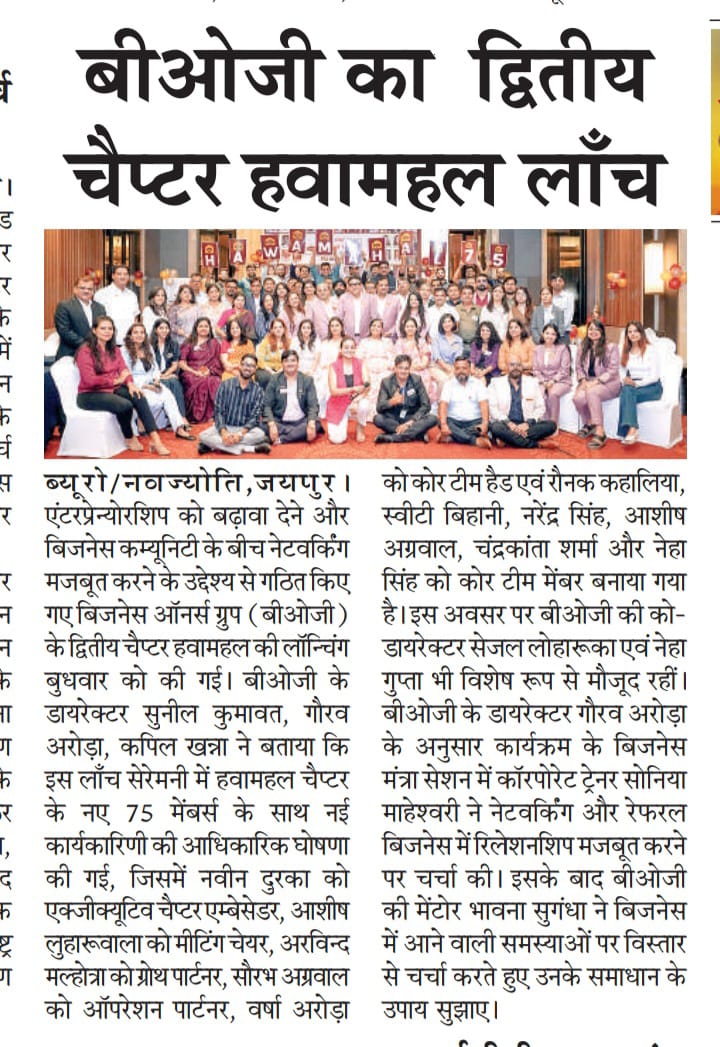 बीओजी का द्वितीय
चैप्टर हवामहल लाँच
HAWAMAHAL 75
ब्यूरो/नवज्योति,जयपुर।
एंटरप्रेन्योरशिप को बढ़ावा देने और
बिजनेस कम्यूनिटी के बीच नेटवर्किंग
मजबूत करने के उद्देश्य से गठित किए
गए बिजनेस ऑनर्स ग्रुप (बीओजी)
के द्वितीय चैप्टर हवामहल की लॉन्चिंग
बुधवार को की गई। बीओजी के
डायरेक्टर सुनील कुमावत, गौरव
अरोड़ा, कपिल खन्ना ने बताया कि
इस लाँच सेरेमनी में हवामहल चैप्टर
के नए 75 मेंबर्स के साथ नई
कार्यकारिणी की आधिकारिक घोषणा
की गई, जिसमें नवीन दुरका को
एक्जीक्यूटिव चैप्टर एम्बेसेडर, आशीष
लुहारूवाला को मीटिंग चेयर, अरविन्द
मल्होत्रा को ग्रोथ पार्टनर, सौरभ अग्रवाल
को ऑपरेशन पार्टनर, वर्षा अरोड़ा
को कोर टीम हैड एवं रौनक कहालिया,
स्वीटी बिहानी, नरेंद्र सिंह, आशीष
अग्रवाल, चंद्रकांता शर्मा और नेहा
सिंह को कोर टीम मेंबर बनाया गया
है। इस अवसर पर बीओजी की को-
डायरेक्टर सेजल लोहारूका एवं नेहा
गुप्ता भी विशेष रूप से मौजूद रहीं।
बीओजी के डायरेक्टर गौरव अरोड़ा
के अनुसार कार्यक्रम के बिजनेस
मंत्रा सेशन में कॉरपोरेट ट्रेनर सोनिया
माहेश्वरी ने नेटवर्किंग और रेफरल
बिजनेस में रिलेशनशिप मजबूत करने
पर चर्चा की। इसके बाद बीओजी
की मेंटोर भावना सुगंधा ने बिजनेस
में आने वाली समस्याओं पर विस्तार
से चर्चा करते हुए उनके समाधान के
उपाय सुझाए।